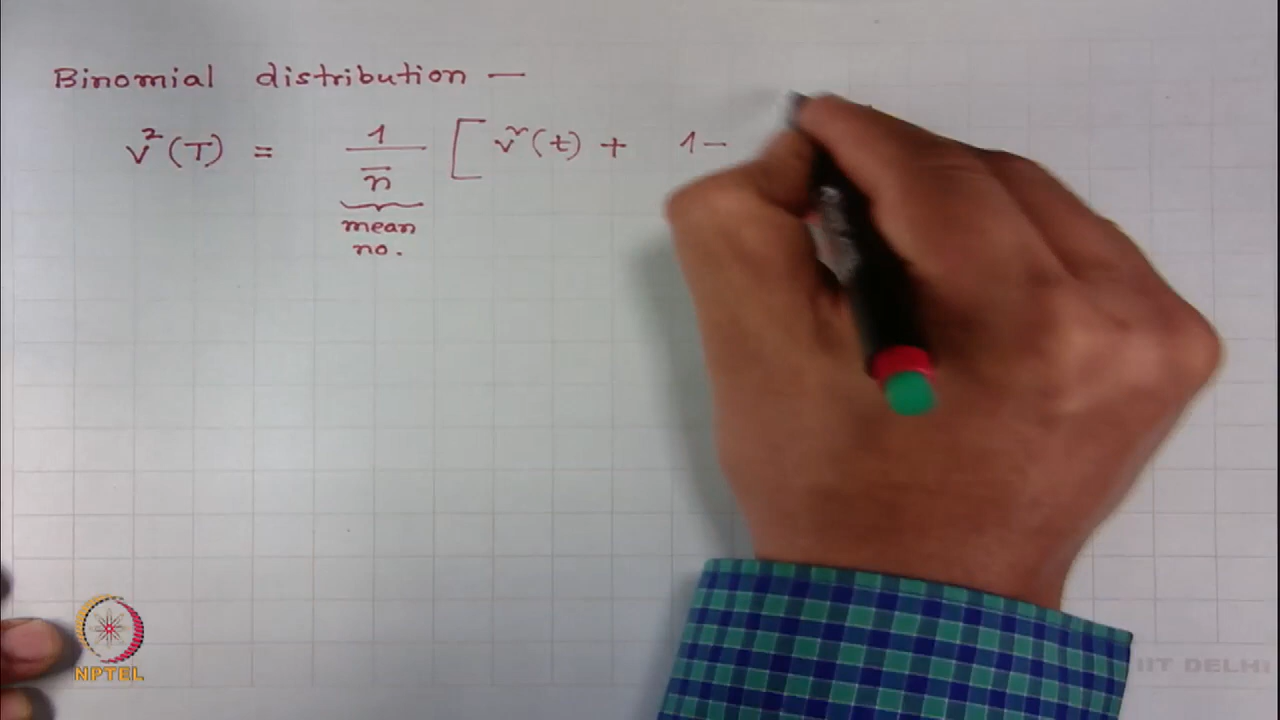 Binomial distribution —
v²(T) = 1/n̄ [ v²(t) + 1-
mean
no.
NPTEL
IIT DELHI